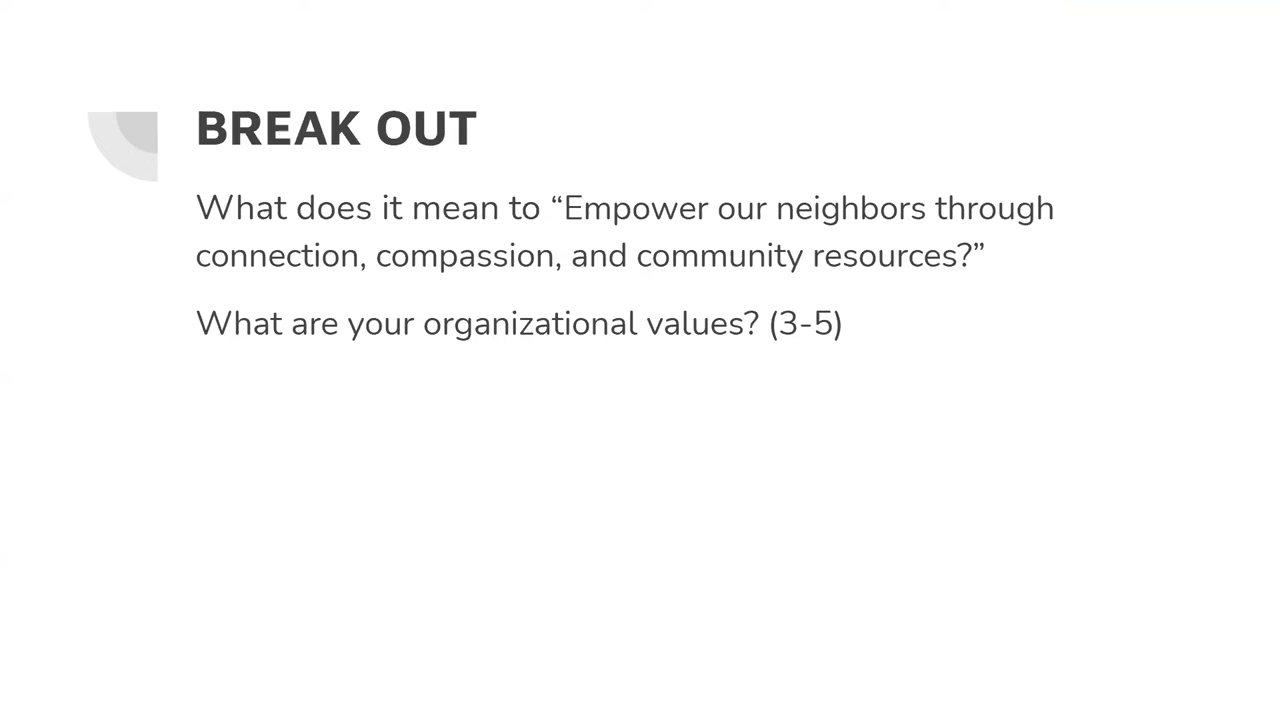 BREAK OUT
What does it mean to “Empower our neighbors through
connection, compassion, and community resources?”
What are your organizational values? (3-5)